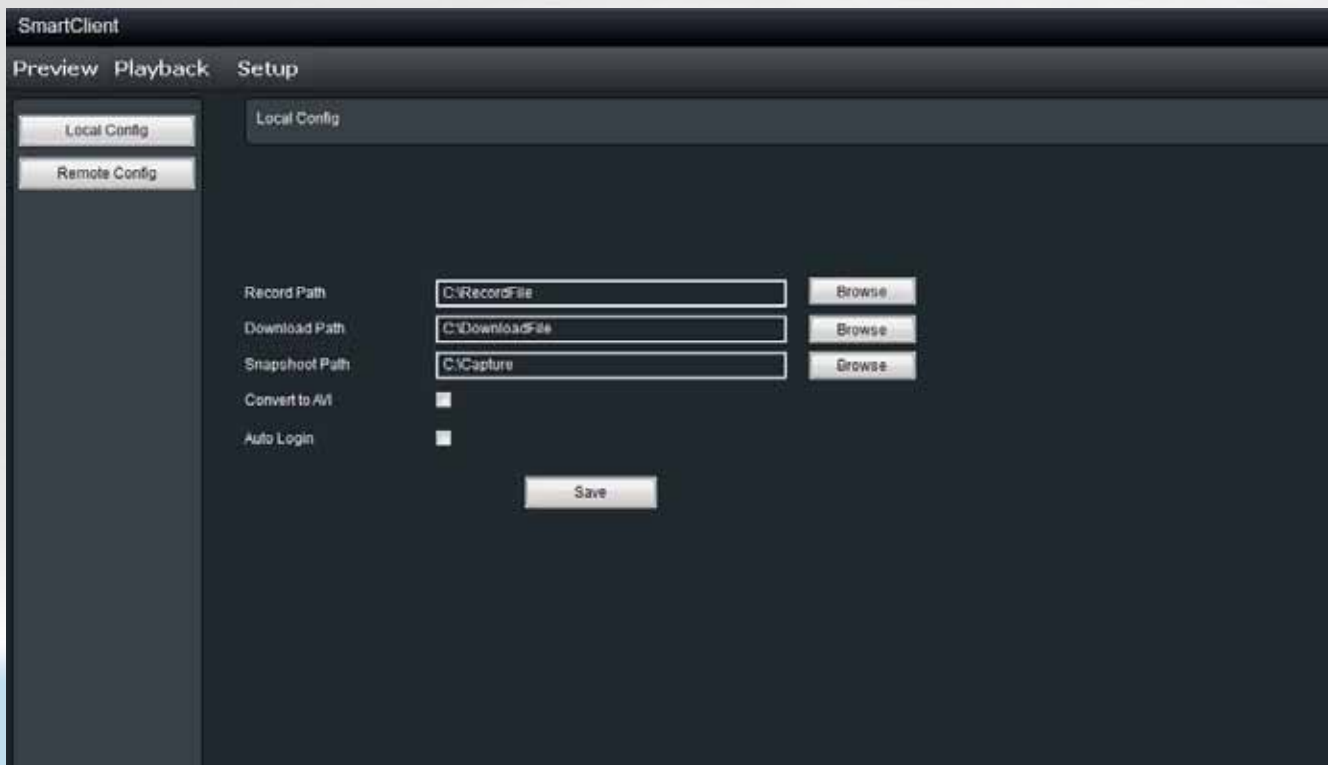 SmartClient
Preview Playback Setup
Local Config
Remote Config
Local Config
Record Path C:\RecordFile Browse
Download Path C:\DownloadFile Browse
Snapshoot Path C:\Capture Browse
Convert to AVI
Auto Login
Save